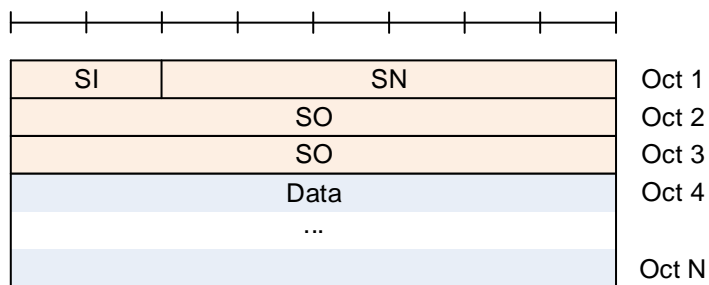 SI SN Oct 1
SO Oct 2
SO Oct 3
Data Oct 4
...
Oct N